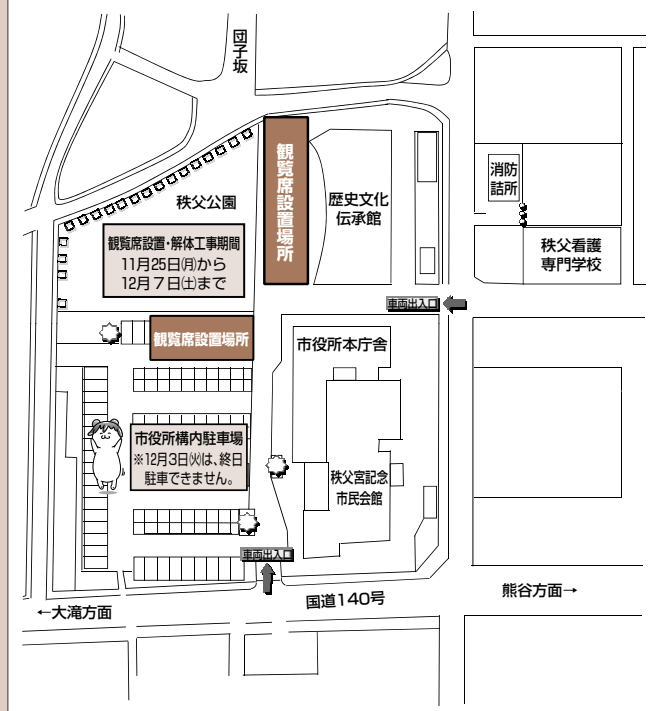 団子坂
観覧席設置場所
秩父公園
歴史文化
伝承館
消防
詰所
秩父看護
専門学校
観覧席設置・解体工事期間
11月25日㈪から
12月7日㈯まで
車両出入口
観覧席設置場所
市役所本庁舎
市役所構内駐車場
※12月3日㈫は、終日
駐車できません。
秩父宮記念
市民会館
車両出入口
国道140号
熊谷方面→
←大滝方面